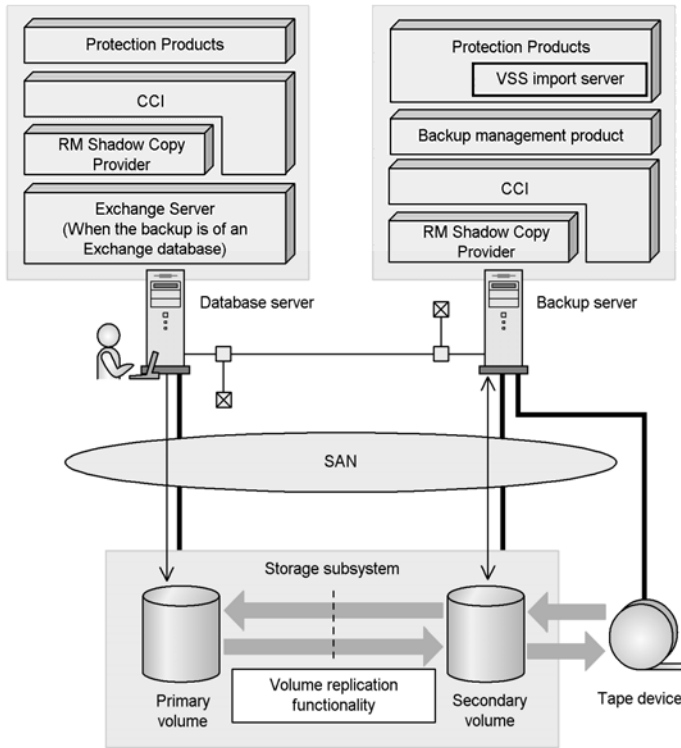 Protection Products
CCI
RM Shadow Copy
Provider
Exchange Server
(When the backup is of an
Exchange database)
Protection Products
VSS import server
Backup management product
CCI
RM Shadow Copy
Provider
Database server
Backup server
SAN
Storage subsystem
Primary
volume
Volume replication
functionality
Secondary
volume
Tape device